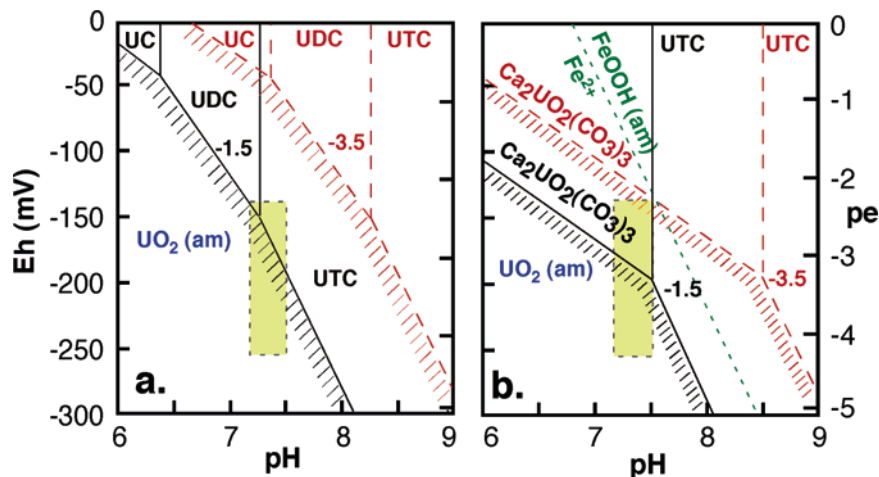 0
-50
-100
-150
-200
-250
-300
Eh (mV)
UC
UC
UDC
UTC
UDC
-1.5
-3.5
UO2 (am)
UTC
a.
6
7
8
9
pH
UTC
UTC
FeOOH (am)
Fe2+
Ca2UO2(CO3)3
Ca2UO2(CO3)3
UO2 (am)
-1.5
-3.5
b.
6
7
8
9
pH
0
-1
-2
-3
-4
-5
pe